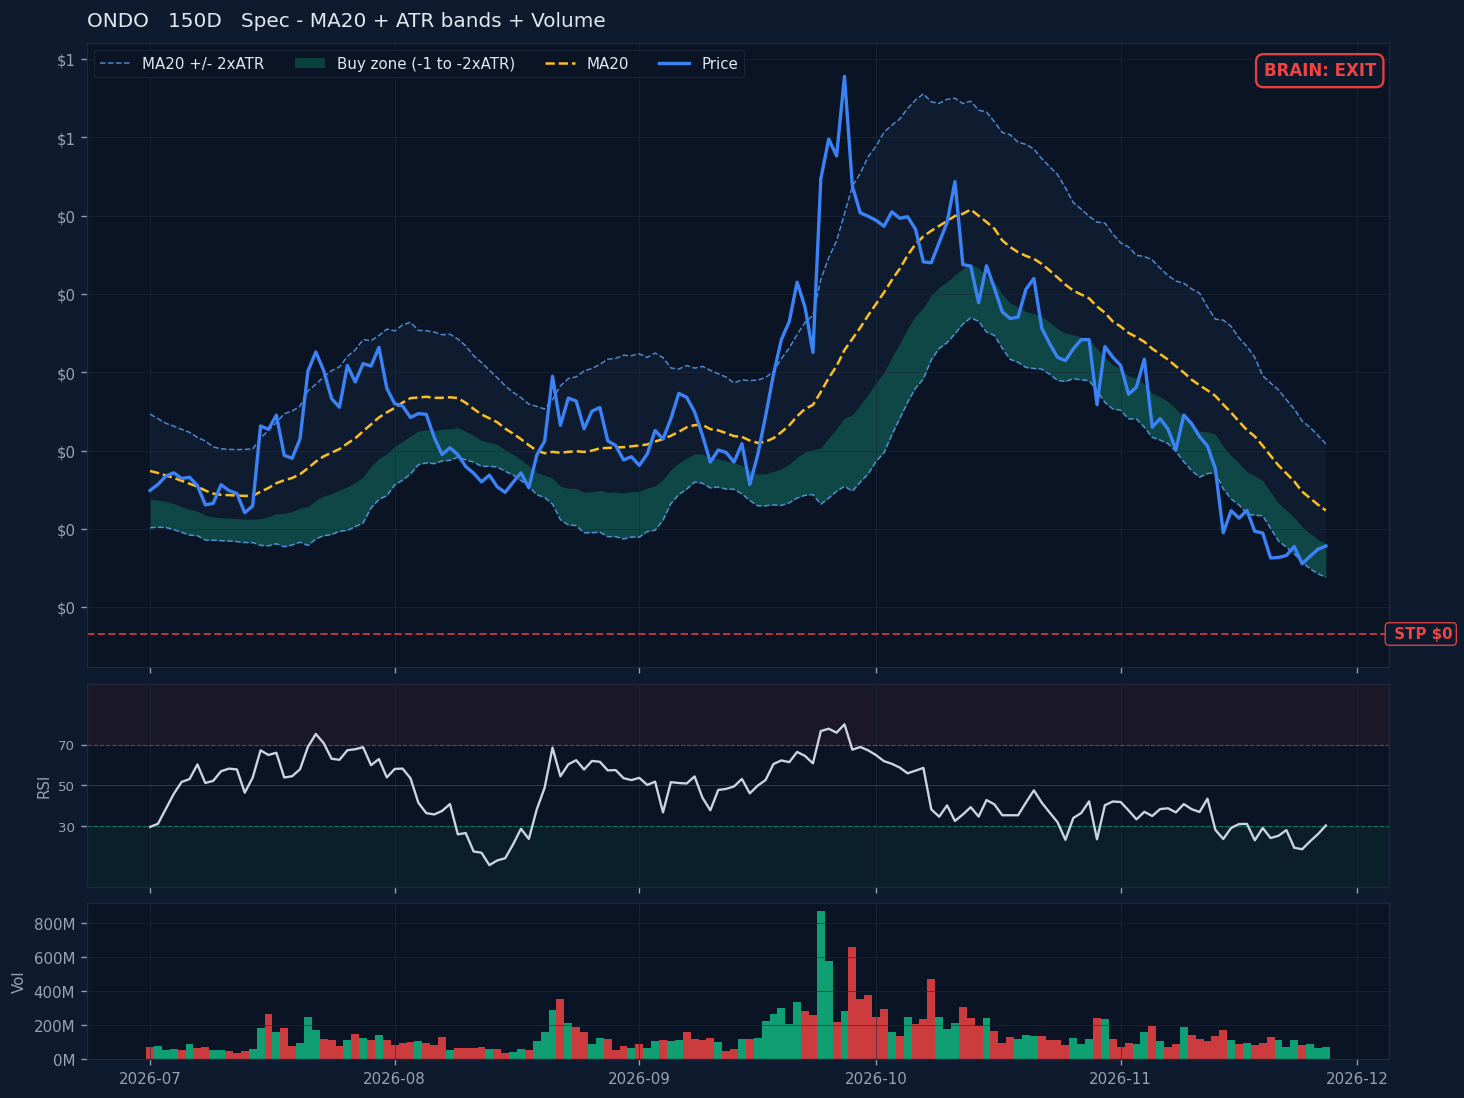 ONDO 150D Spec - MA20 + ATR bands + Volume
MA20 +/- 2xATR Buy zone (-1 to -2xATR) MA20 Price
BRAIN: EXIT
$1
$1
$0
$0
$0
$0
$0
$0
STP $0
RSI
70
50
30
Vol
800M
600M
400M
200M
0M
2026-07 2026-08 2026-09 2026-10 2026-11 2026-12